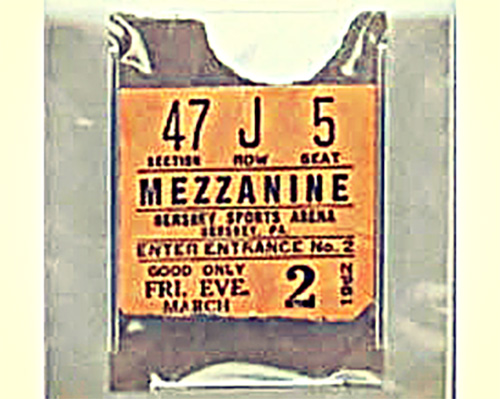 47 J 5
SECTION ROW SEAT
MEZZANINE
HERSHEY SPORTS ARENA
HERSHEY, PA
ENTER ENTRANCE No. 2
GOOD ONLY
FRI. EVE.
MARCH
2
1962